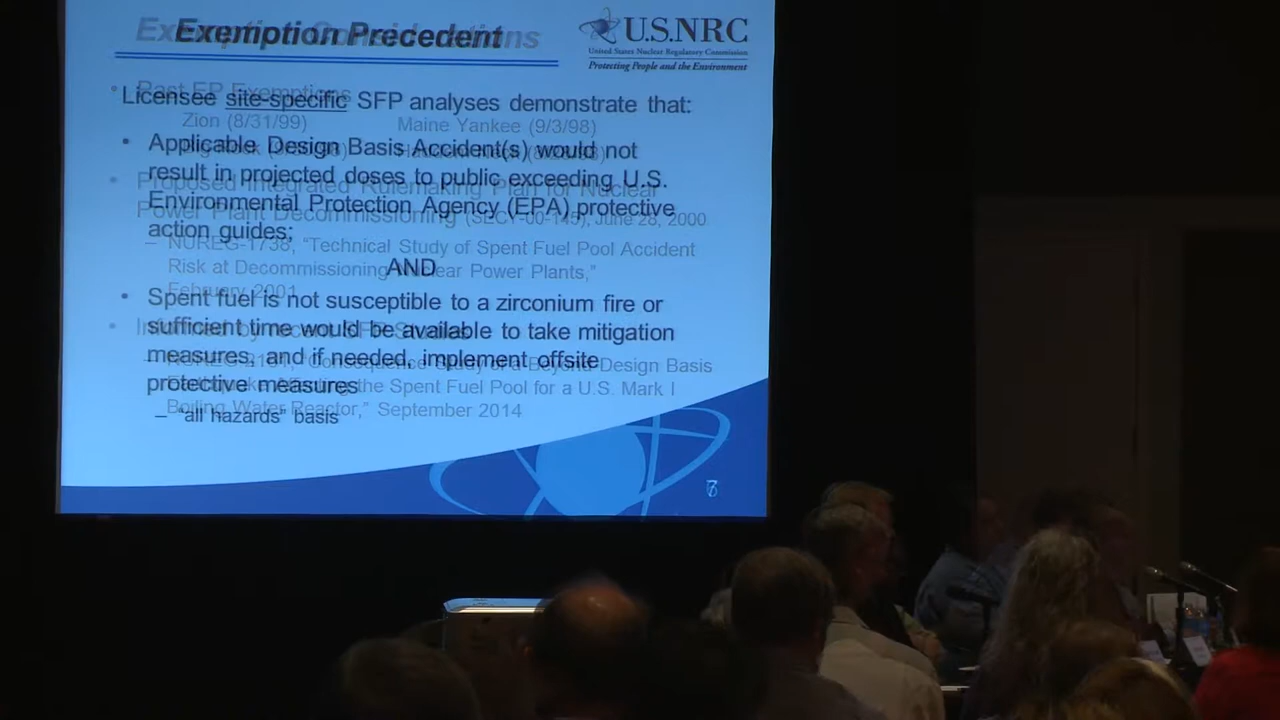 Exemption Precedent
U.S.NRC
United States Nuclear Regulatory Commission
Protecting People and the Environment
Past EP Exemptions
Licensee site-specific SFP analyses demonstrate that:
Zion (8/31/99) Maine Yankee (9/3/98)
• Applicable Design Basis Accident(s) would not
result in projected doses to public exceeding U.S.
• Proposed Integrated Rulemaking Plan for Nuclear
Environmental Protection Agency (EPA) protective
Power Plant Decommissioning (SECY-00-145), June 28, 2000
action guides;
– NUREG-1738, "Technical Study of Spent Fuel Pool Accident
Risk at Decommissioning Nuclear Power Plants,"
AND
February 2001
• Spent fuel is not susceptible to a zirconium fire or
sufficient time would be available to take mitigation
measures, and if needed, implement offsite
Design Basis
protective measures
the Spent Fuel Pool for a U.S. Mark I
Boiling Water Reactor," September 2014
– "all hazards" basis